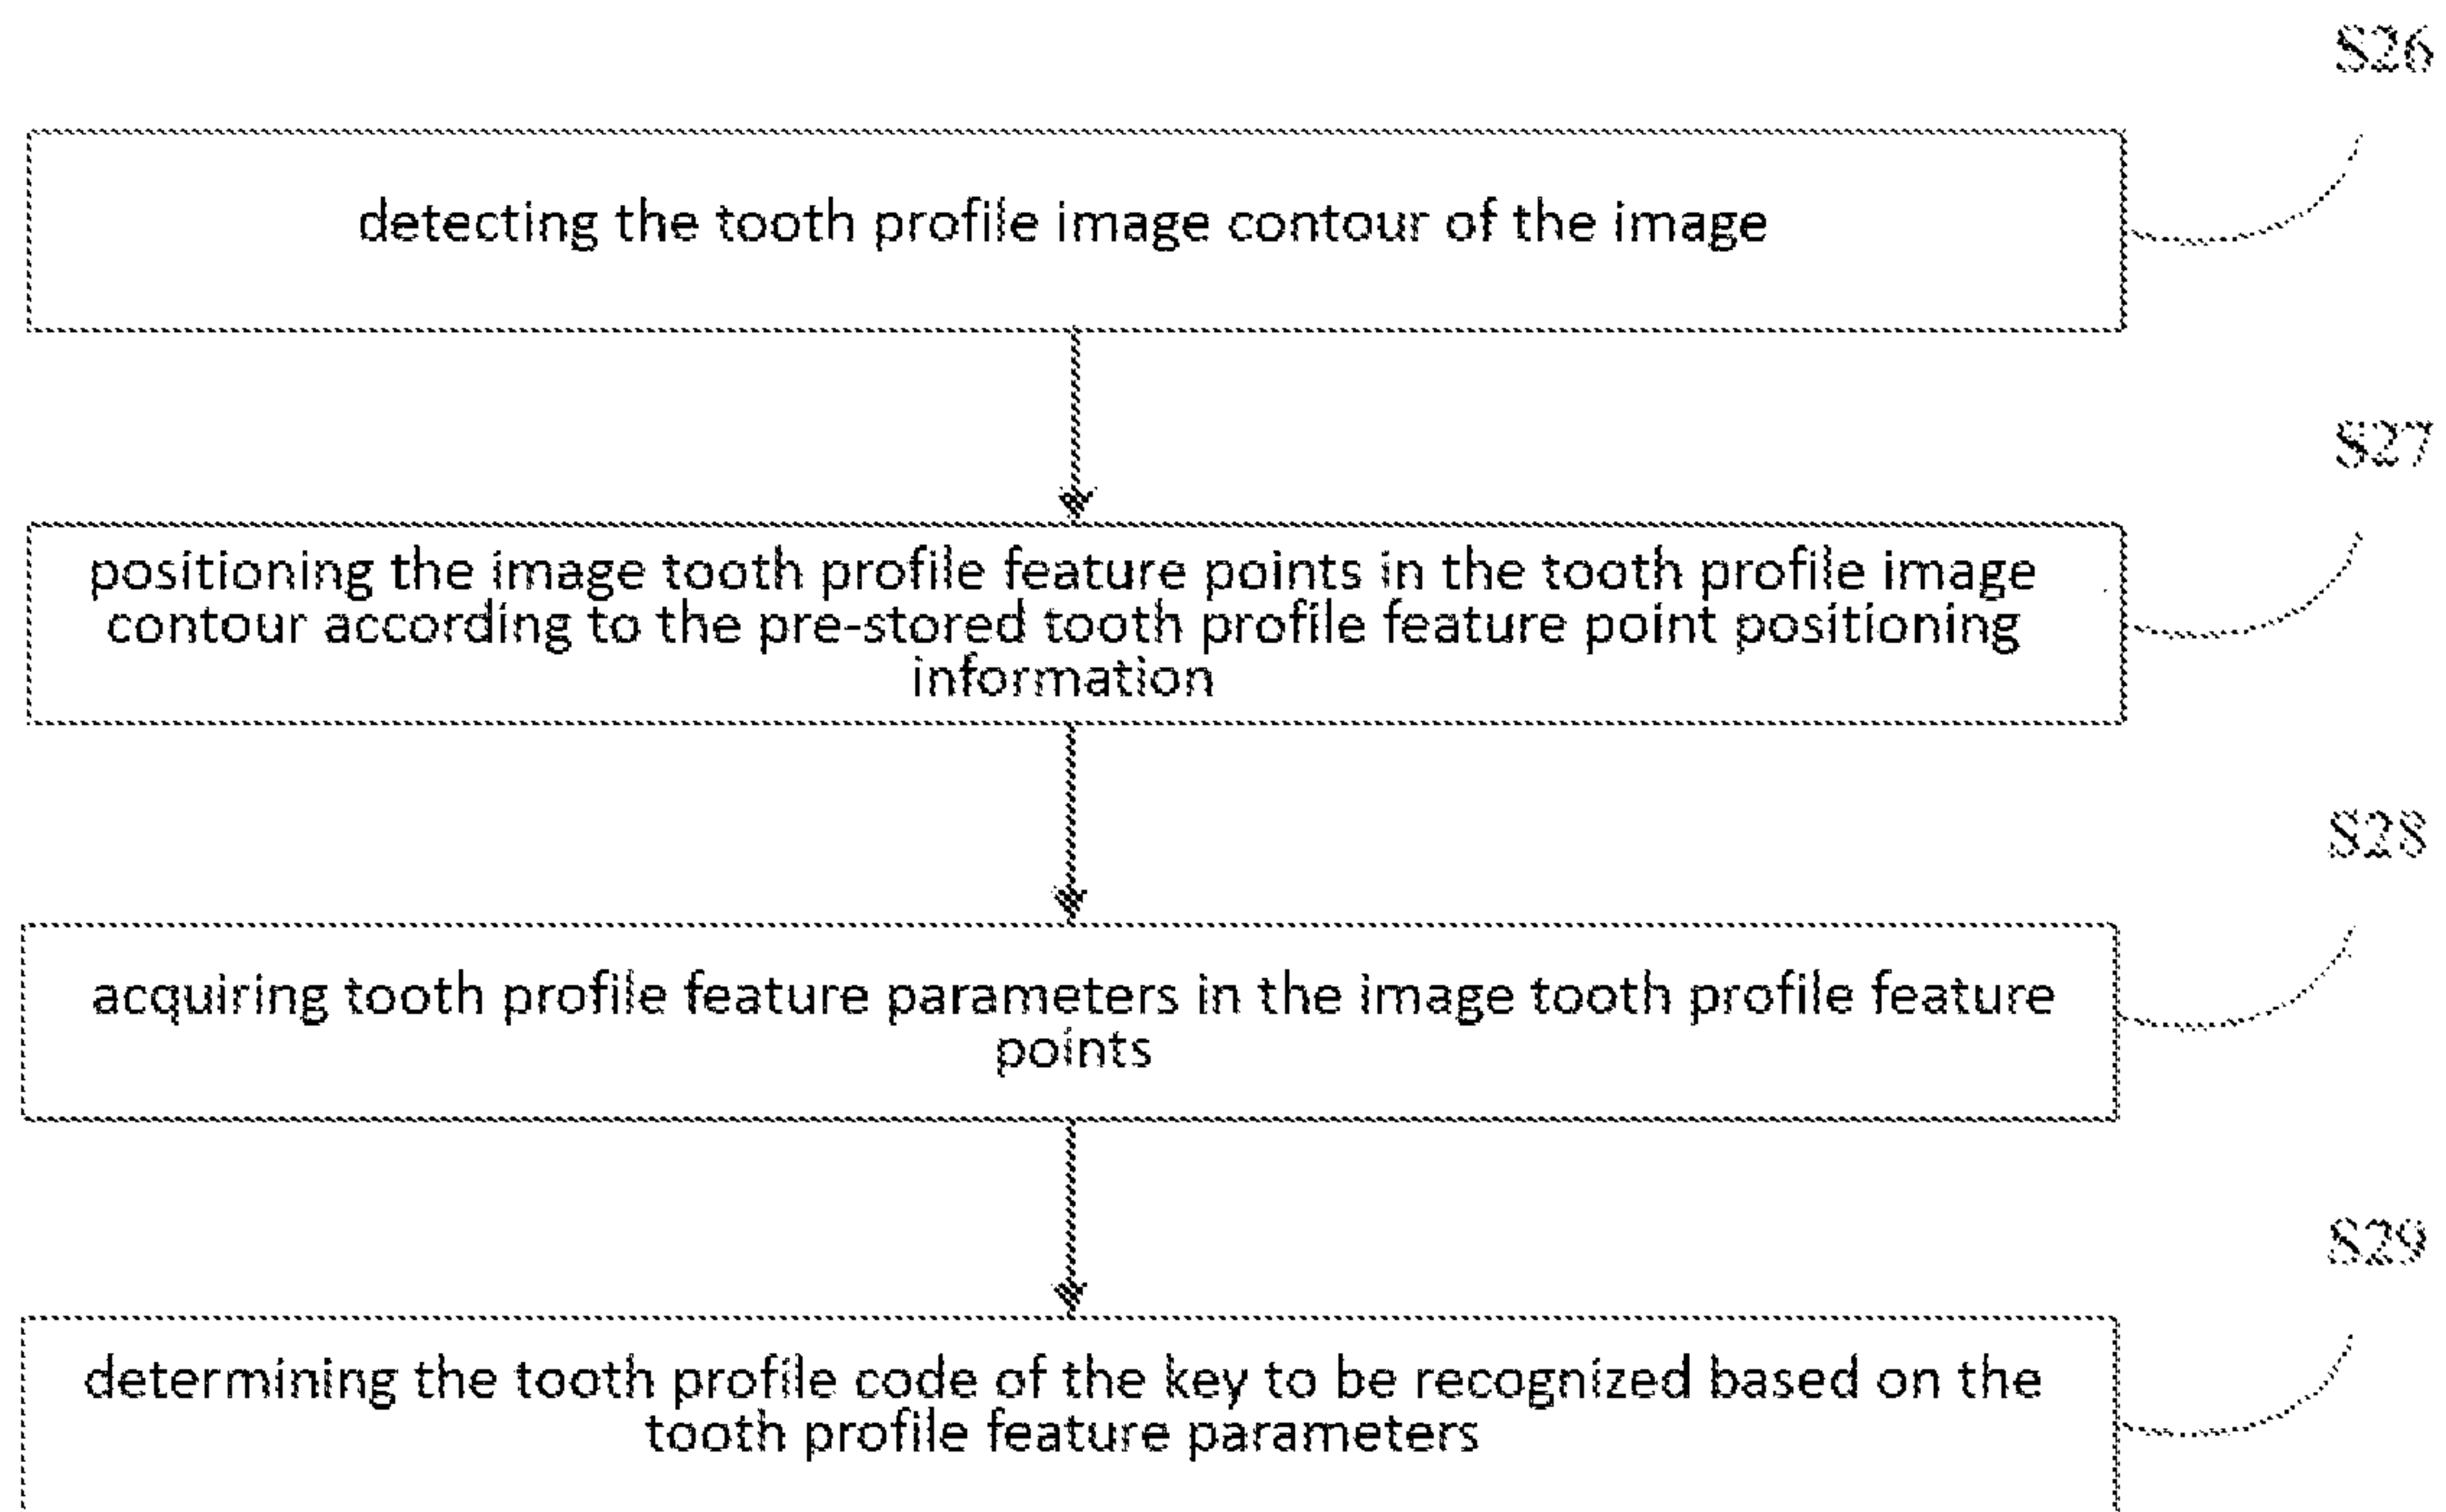 S26
detecting the tooth profile image contour of the image
S27
positioning the image tooth profile feature points in the tooth profile image
contour according to the pre-stored tooth profile feature point positioning
information
S28
acquiring tooth profile feature parameters in the image tooth profile feature
points
S29
determining the tooth profile code of the key to be recognized based on the
tooth profile feature parameters